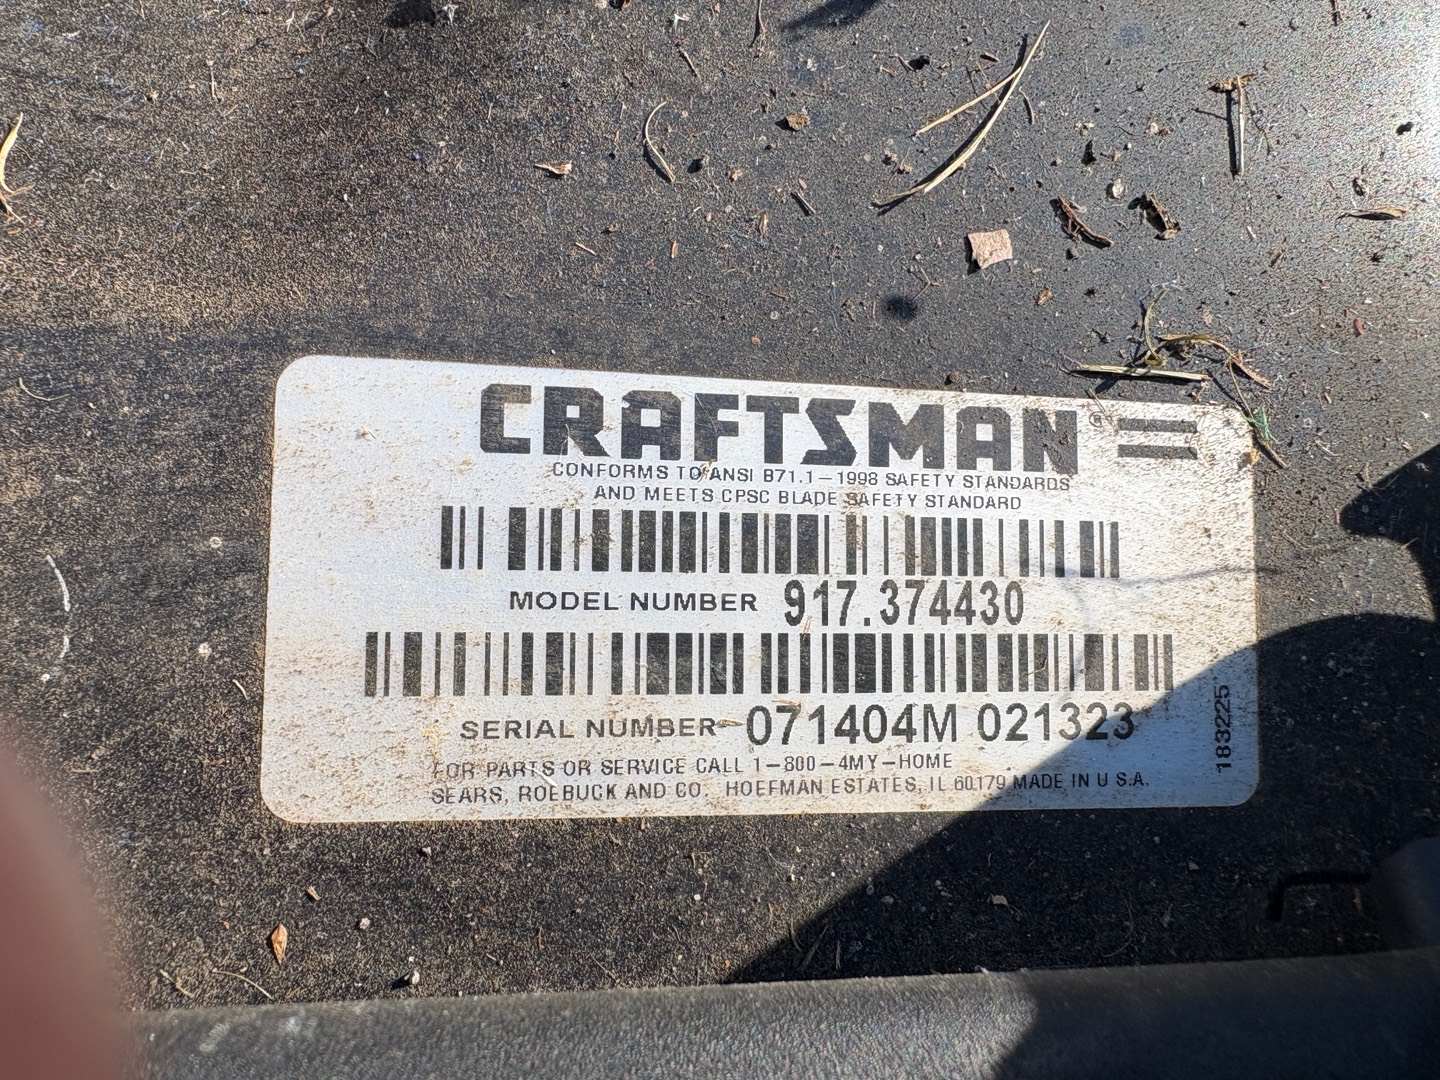 CRAFTSMAN®
CONFORMS TO ANSI B71.1-1998 SAFETY STANDARDS
AND MEETS CPSC BLADE SAFETY STANDARD
MODEL NUMBER 917.374430
SERIAL NUMBER 071404M 021323
FOR PARTS OR SERVICE CALL 1-800-4MY-HOME
SEARS, ROEBUCK AND CO. HOFFMAN ESTATES, IL 60179 MADE IN U.S.A.
183225